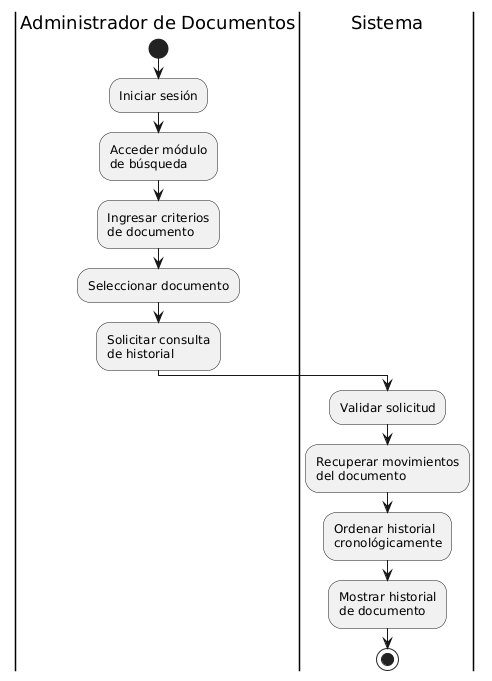 Administrador de Documentos
Sistema
Iniciar sesión
Acceder módulo
de búsqueda
Ingresar criterios
de documento
Seleccionar documento
Solicitar consulta
de historial
Validar solicitud
Recuperar movimientos
del documento
Ordenar historial
cronológicamente
Mostrar historial
de documento